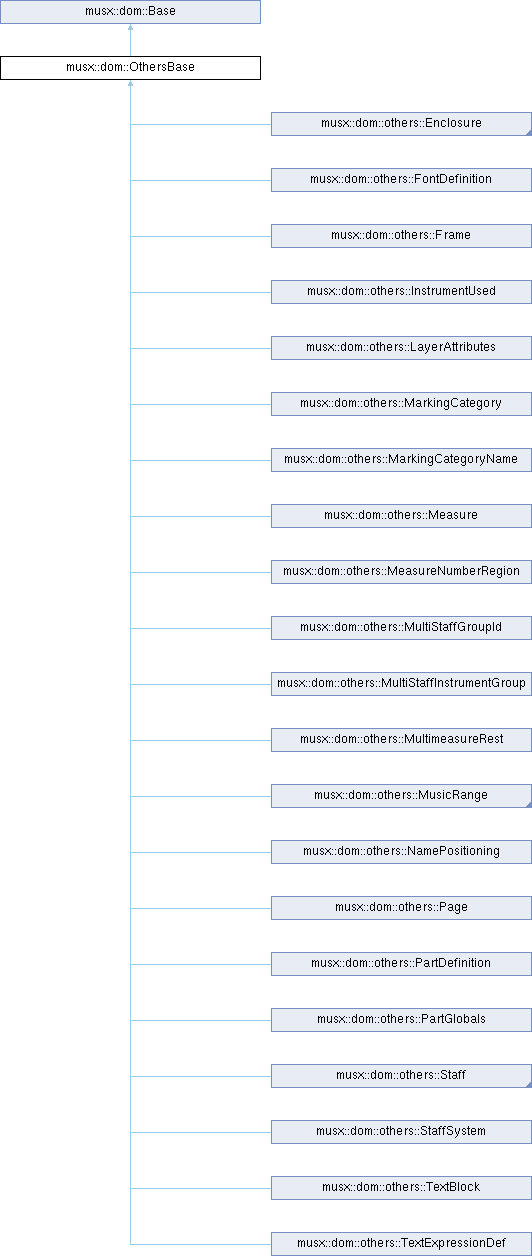 musx::dom::Base
musx::dom::OthersBase
musx::dom::others::Enclosure
musx::dom::others::FontDefinition
musx::dom::others::Frame
musx::dom::others::InstrumentUsed
musx::dom::others::LayerAttributes
musx::dom::others::MarkingCategory
musx::dom::others::MarkingCategoryName
musx::dom::others::Measure
musx::dom::others::MeasureNumberRegion
musx::dom::others::MultiStaffGroupId
musx::dom::others::MultiStaffInstrumentGroup
musx::dom::others::MultimeasureRest
musx::dom::others::MusicRange
musx::dom::others::NamePositioning
musx::dom::others::Page
musx::dom::others::PartDefinition
musx::dom::others::PartGlobals
musx::dom::others::Staff
musx::dom::others::StaffSystem
musx::dom::others::TextBlock
musx::dom::others::TextExpressionDef